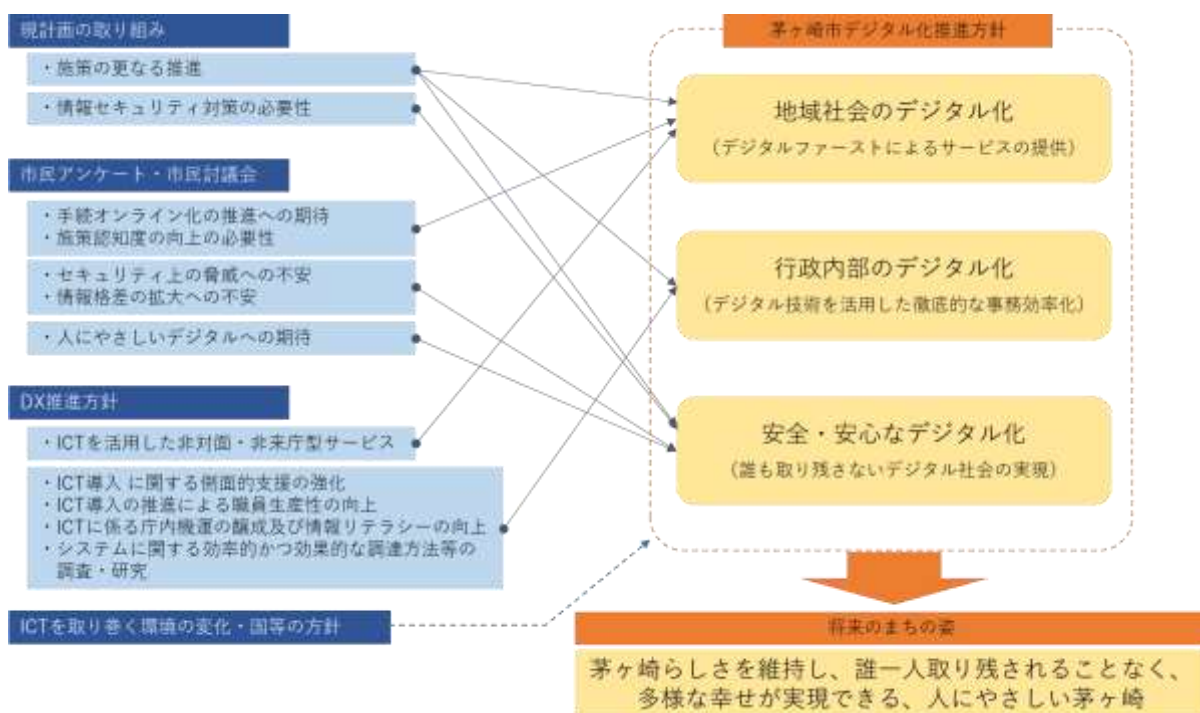 現計画の取り組み
・施策の更なる推進
・情報セキュリティ対策の必要性
市民アンケート・市民討議会
・手続オンライン化の推進への期待
・施策認知度の向上の必要性
・セキュリティ上の脅威への不安
・情報格差の拡大への不安
・人にやさしいデジタルへの期待
DX推進方針
・ICTを活用した非対面・非来庁型サービス
・ICT導入 に関する側面的支援の強化
・ICT導入の推進による職員生産性の向上
・ICTに係る庁内機運の醸成及び情報リテラシーの向上
・システムに関する効率的かつ効果的な調達方法等の
調査・研究
ICTを取り巻く環境の変化・国等の方針
茅ヶ崎市デジタル化推進方針
地域社会のデジタル化
（デジタルファーストによるサービスの提供）
行政内部のデジタル化
（デジタル技術を活用した徹底的な事務効率化）
安全・安心なデジタル化
（誰も取り残さないデジタル社会の実現）
将来のまちの姿
茅ヶ崎らしさを維持し、誰一人取り残されることなく、
多様な幸せが実現できる、人にやさしい茅ヶ崎